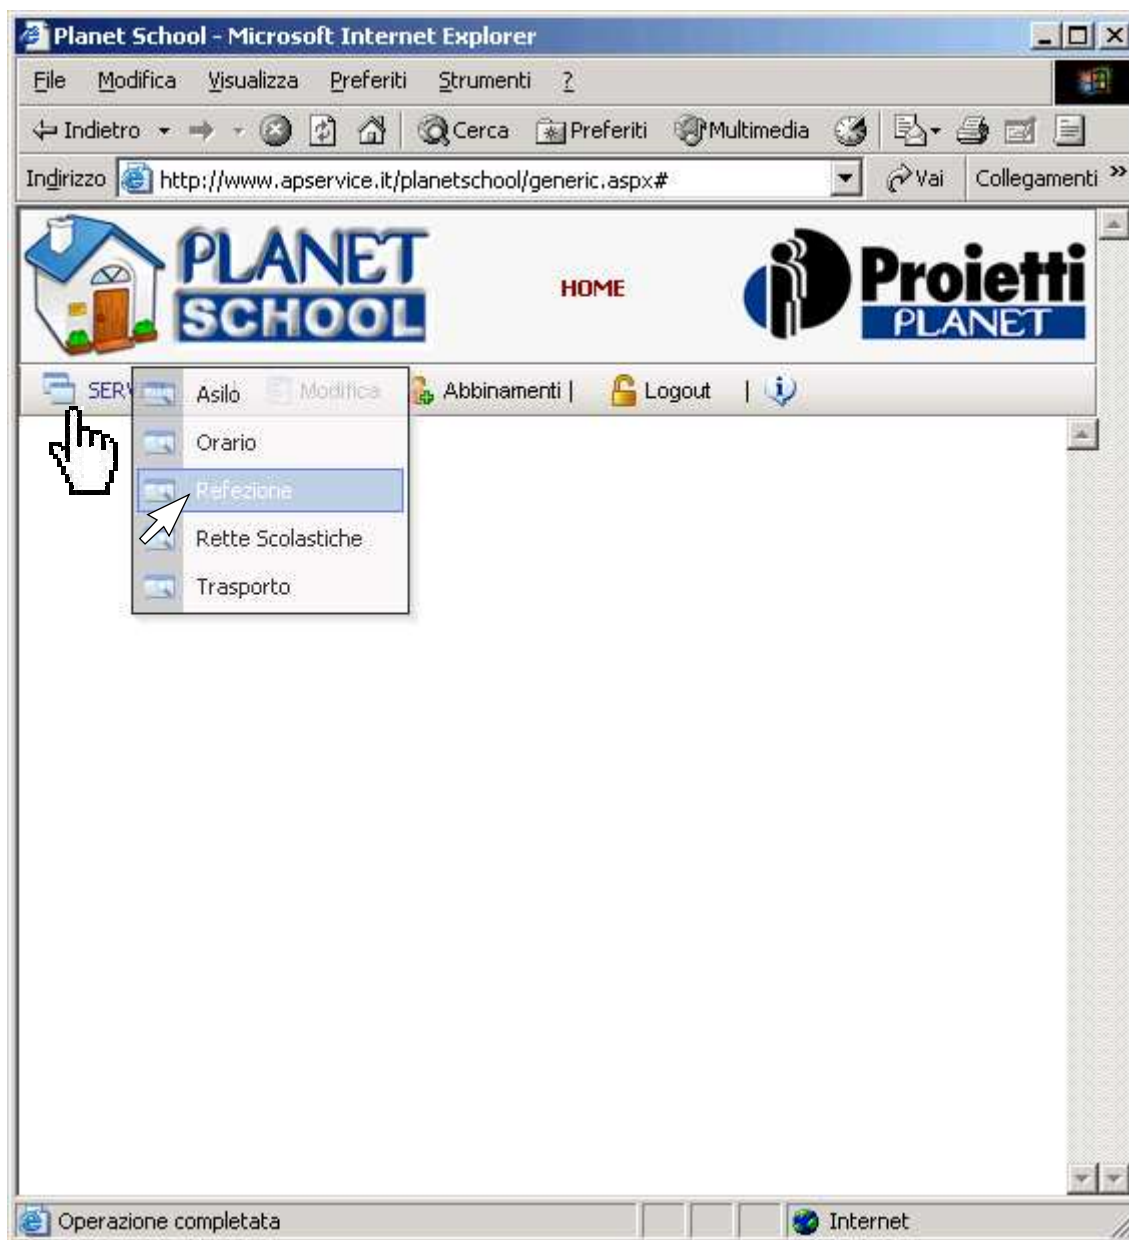 Planet School - Microsoft Internet Explorer
File Modifica Visualizza Preferiti Strumenti ?
Indietro Cerca Preferiti Multimedia
Indirizzo http://www.apservice.it/planetschool/generic.aspx# Vai Collegamenti »
PLANET
SCHOOL
HOME
Proietti
PLANET
SERV Modifica Abbinamenti | Logout |
Asilo
Orario
Refezione
Rette Scolastiche
Trasporto
Operazione completata Internet